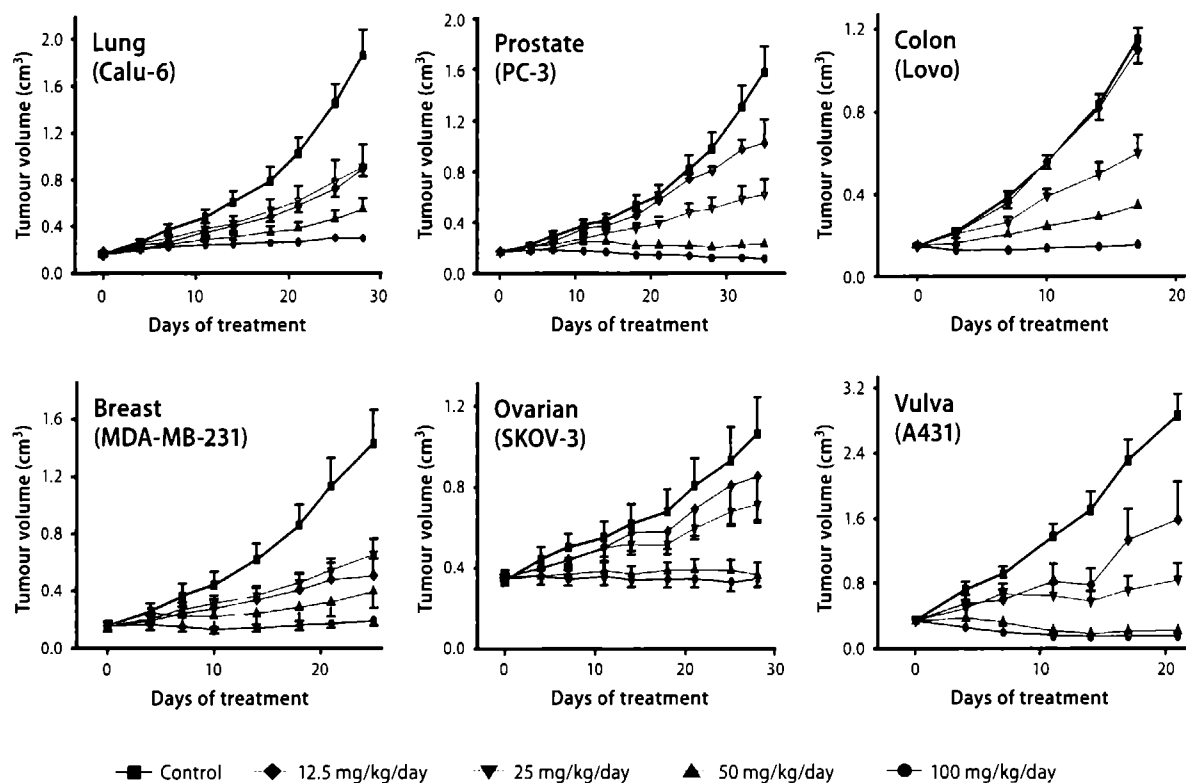 Lung
(Calu-6)
Tumour volume (cm³)
2.0
1.6
1.2
0.8
0.4
0.0
0 10 20 30
Days of treatment
Prostate
(PC-3)
Tumour volume (cm³)
2.0
1.6
1.2
0.8
0.4
0.0
0 10 20 30
Days of treatment
Colon
(Lovo)
Tumour volume (cm³)
1.2
0.8
0.4
0.0
0 10 20
Days of treatment
Breast
(MDA-MB-231)
Tumour volume (cm³)
1.6
1.2
0.8
0.4
0.0
0 10 20
Days of treatment
Ovarian
(SKOV-3)
Tumour volume (cm³)
1.2
0.8
0.4
0.0
0 10 20 30
Days of treatment
Vulva
(A431)
Tumour volume (cm³)
3.2
2.4
1.6
0.8
0.0
0 10 20
Days of treatment
Control 12.5 mg/kg/day 25 mg/kg/day 50 mg/kg/day 100 mg/kg/day